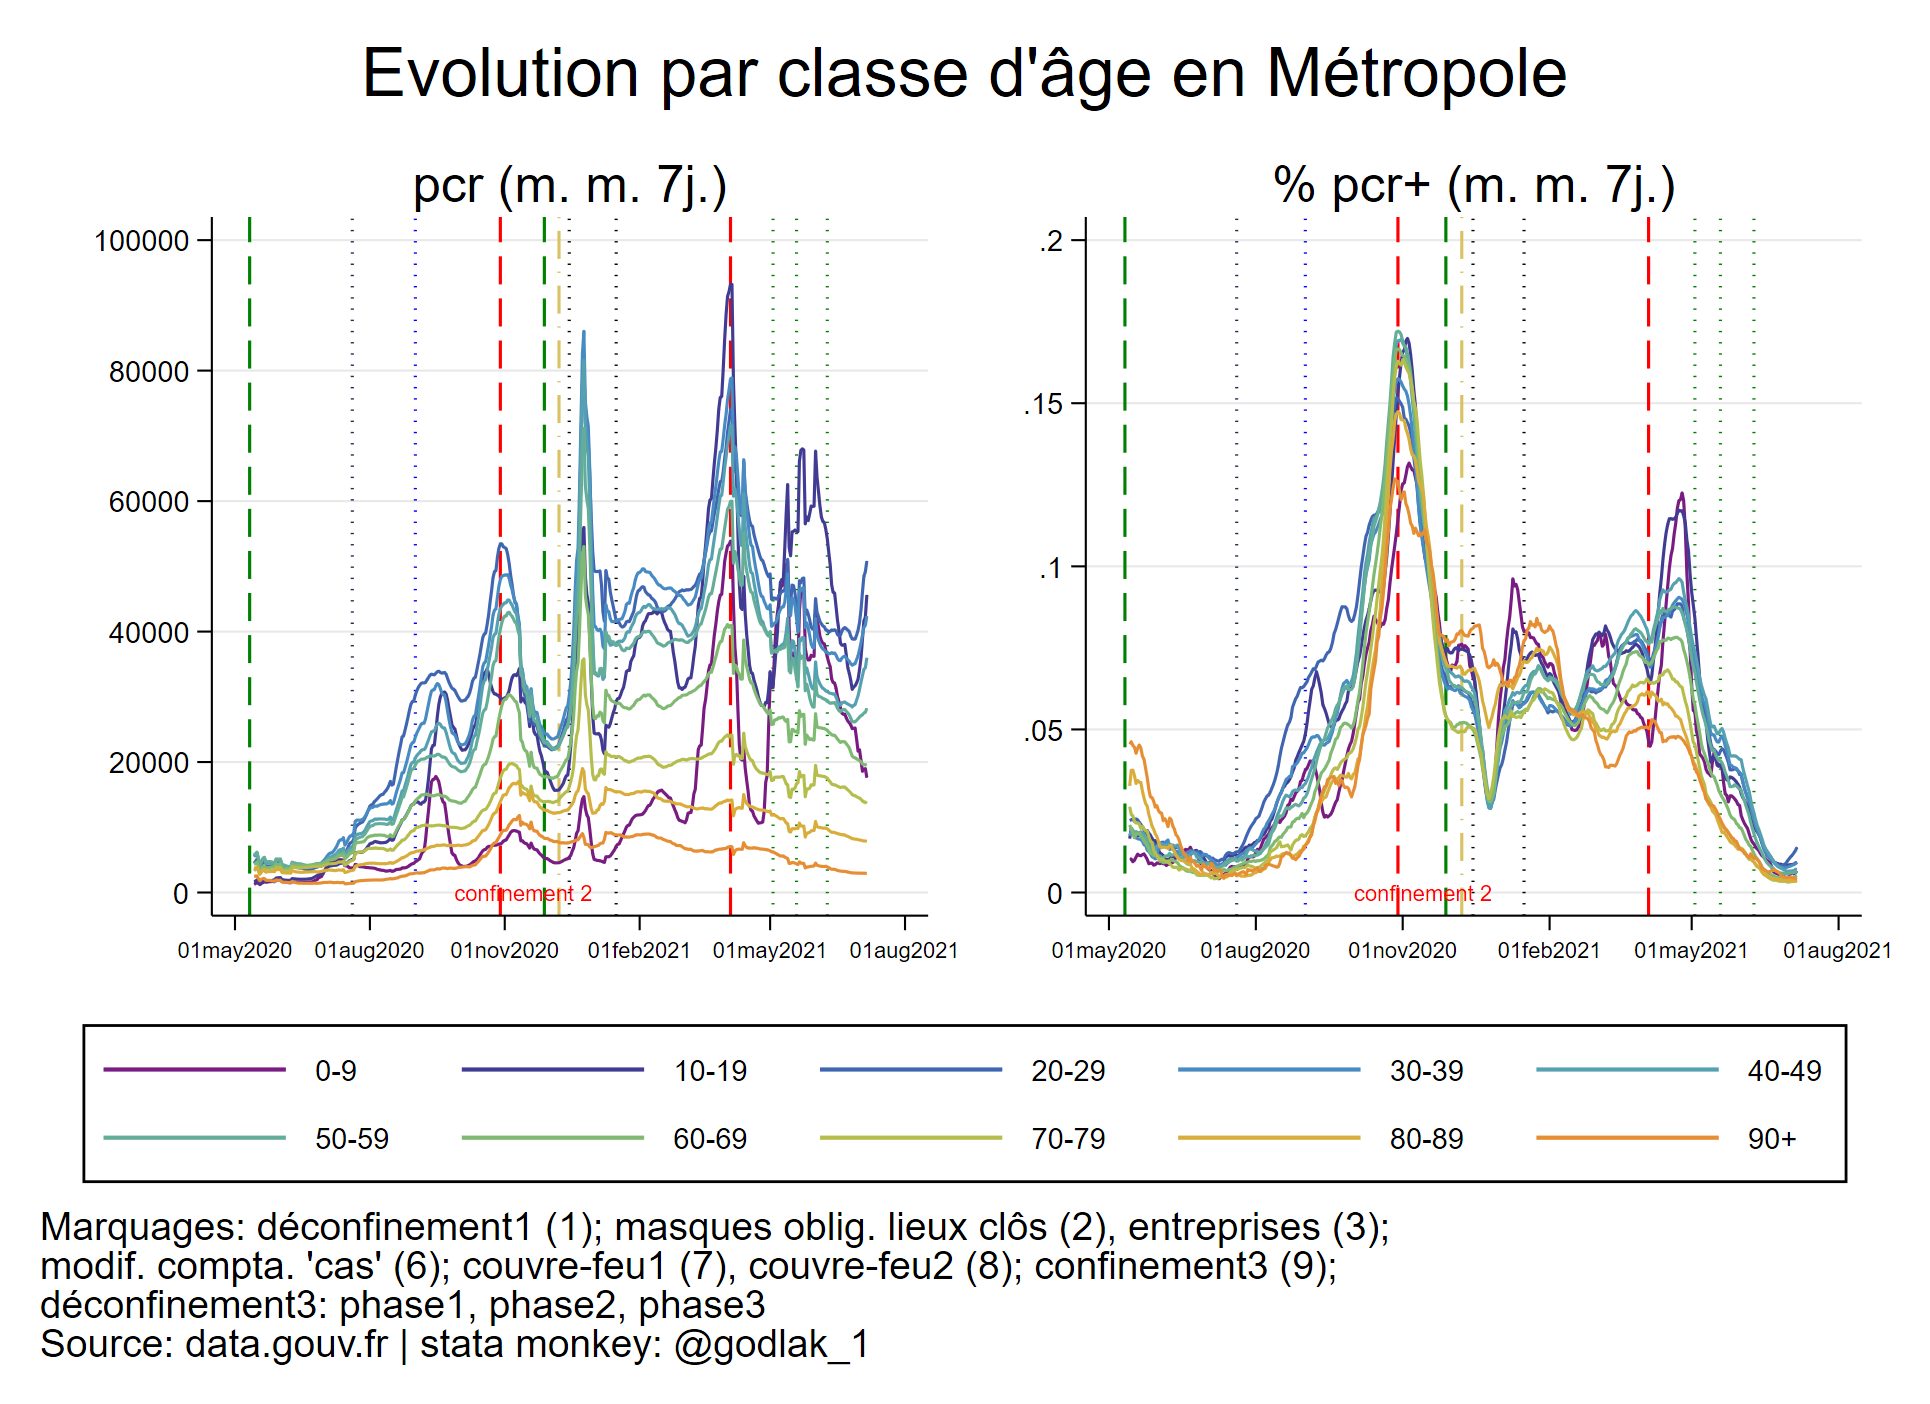 Evolution par classe d'âge en Métropole
pcr (m. m. 7j.)
100000
80000
60000
40000
20000
0
confinement 2
01may2020 01aug2020 01nov2020 01feb2021 01may2021 01aug2021
% pcr+ (m. m. 7j.)
.2
.15
.1
.05
0
confinement 2
01may2020 01aug2020 01nov2020 01feb2021 01may2021 01aug2021
0-9 10-19 20-29 30-39 40-49
50-59 60-69 70-79 80-89 90+
Marquages: déconfinement1 (1); masques oblig. lieux clôs (2), entreprises (3);
modif. compta. 'cas' (6); couvre-feu1 (7), couvre-feu2 (8); confinement3 (9);
déconfinement3: phase1, phase2, phase3
Source: data.gouv.fr | stata monkey: @godlak_1